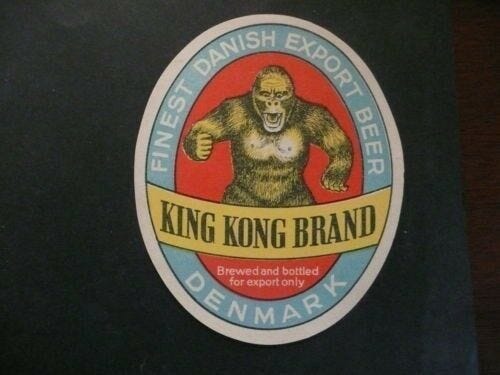 FINEST DANISH EXPORT BEER
KING KONG BRAND
Brewed and bottled
for export only
DENMARK